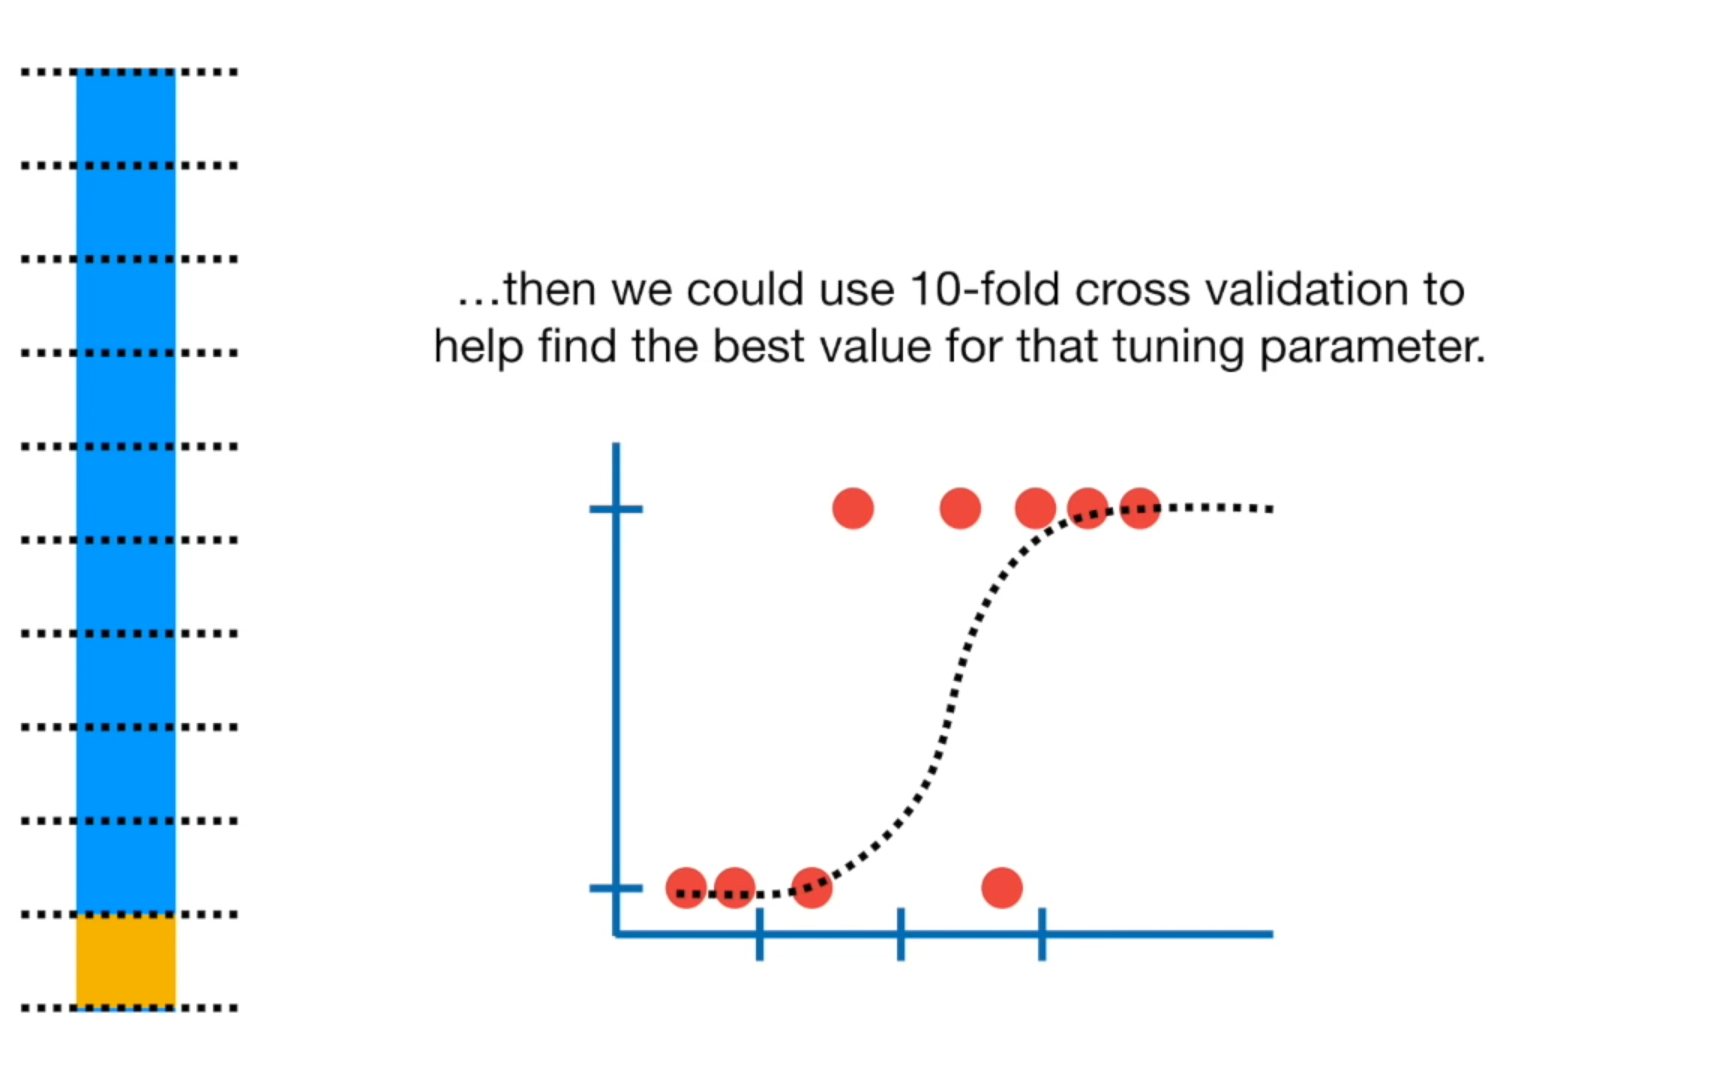 …then we could use 10-fold cross validation to
help find the best value for that tuning parameter.